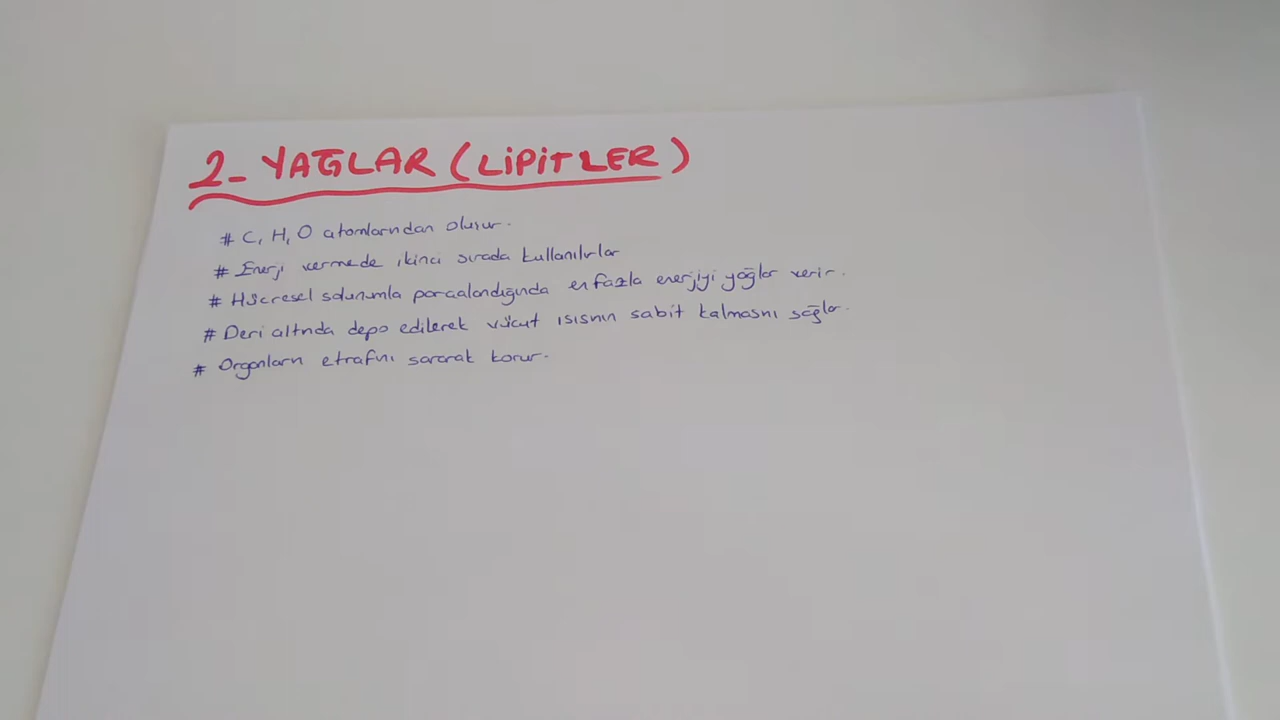 2- YAĞLAR (LİPİTLER)
# C, H, O atomlarından oluşur.
# Enerji vermede ikinci sırada kullanılırlar
# Hücresel solunumla parçalandığında en fazla enerjiyi yağlar verir.
# Deri altında depo edilerek vücut ısısının sabit kalmasını sağlar.
# Organların etrafını sararak korur.